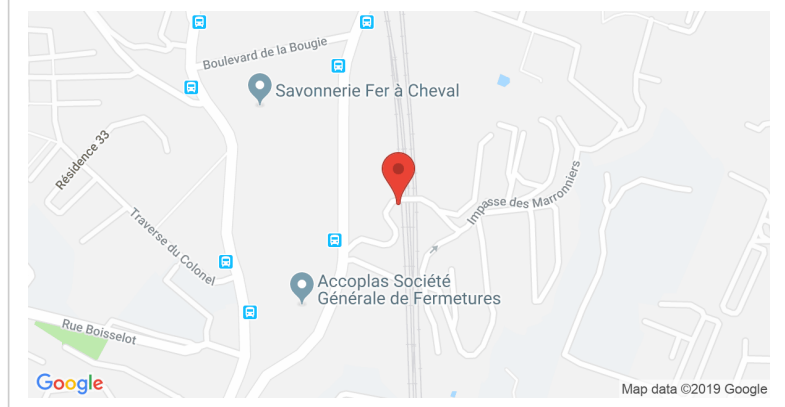 Boulevard de la Bougie
Savonnerie Fer à Cheval
Résidence 33
Impasse des Marronniers
Traverse du Colonel
Accoplas Société
Générale de Fermetures
Rue Boisselot
Google
Map data ©2019 Google